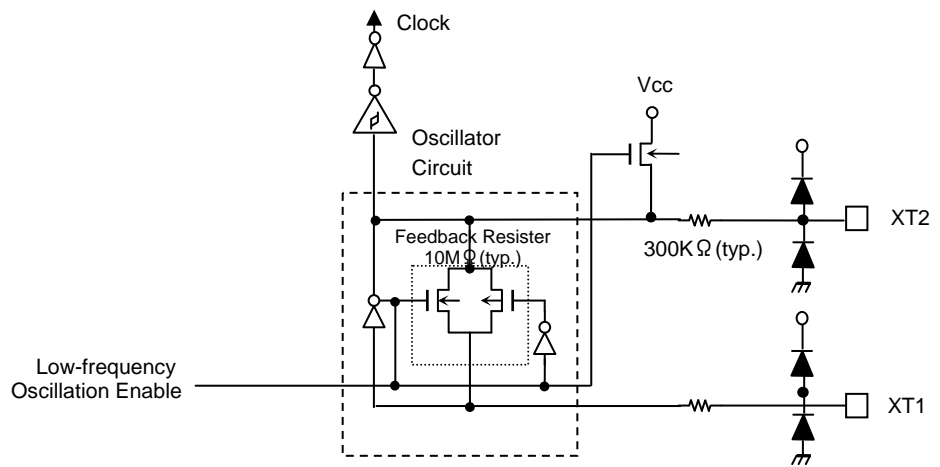 Clock
Vcc
Oscillator
Circuit
XT2
Feedback Resister
10MΩ(typ.)
300KΩ(typ.)
Low-frequency
Oscillation Enable
XT1